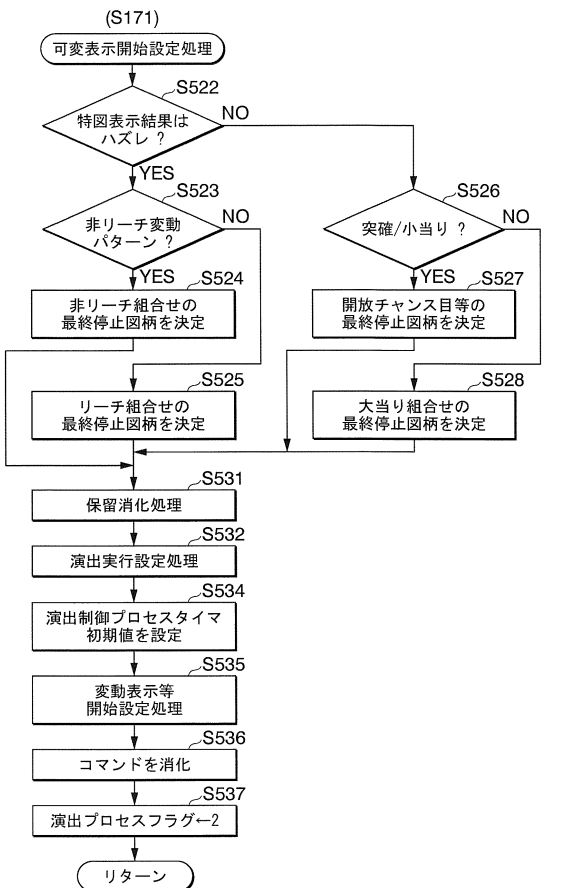 (S171)
可変表示開始設定処理
S522
特図表示結果は
ハズレ ?
NO
YES
S523
非リーチ変動
パターン ?
NO
YES
S526
突確/小当り ?
NO
YES
S524
非リーチ組合せの
最終停止図柄を決定
S527
開放チャンス目等の
最終停止図柄を決定
S525
リーチ組合せの
最終停止図柄を決定
S528
大当り組合せの
最終停止図柄を決定
S531
保留消化処理
S532
演出実行設定処理
S534
演出制御プロセスタイマ
初期値を設定
S535
変動表示等
開始設定処理
S536
コマンドを消化
S537
演出プロセスフラグ←2
リターン